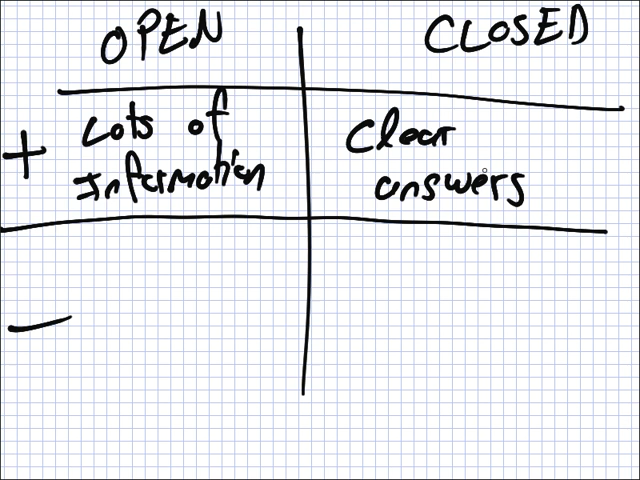 OPEN
CLOSED
+
Lots of
Information
Clear
answers
-